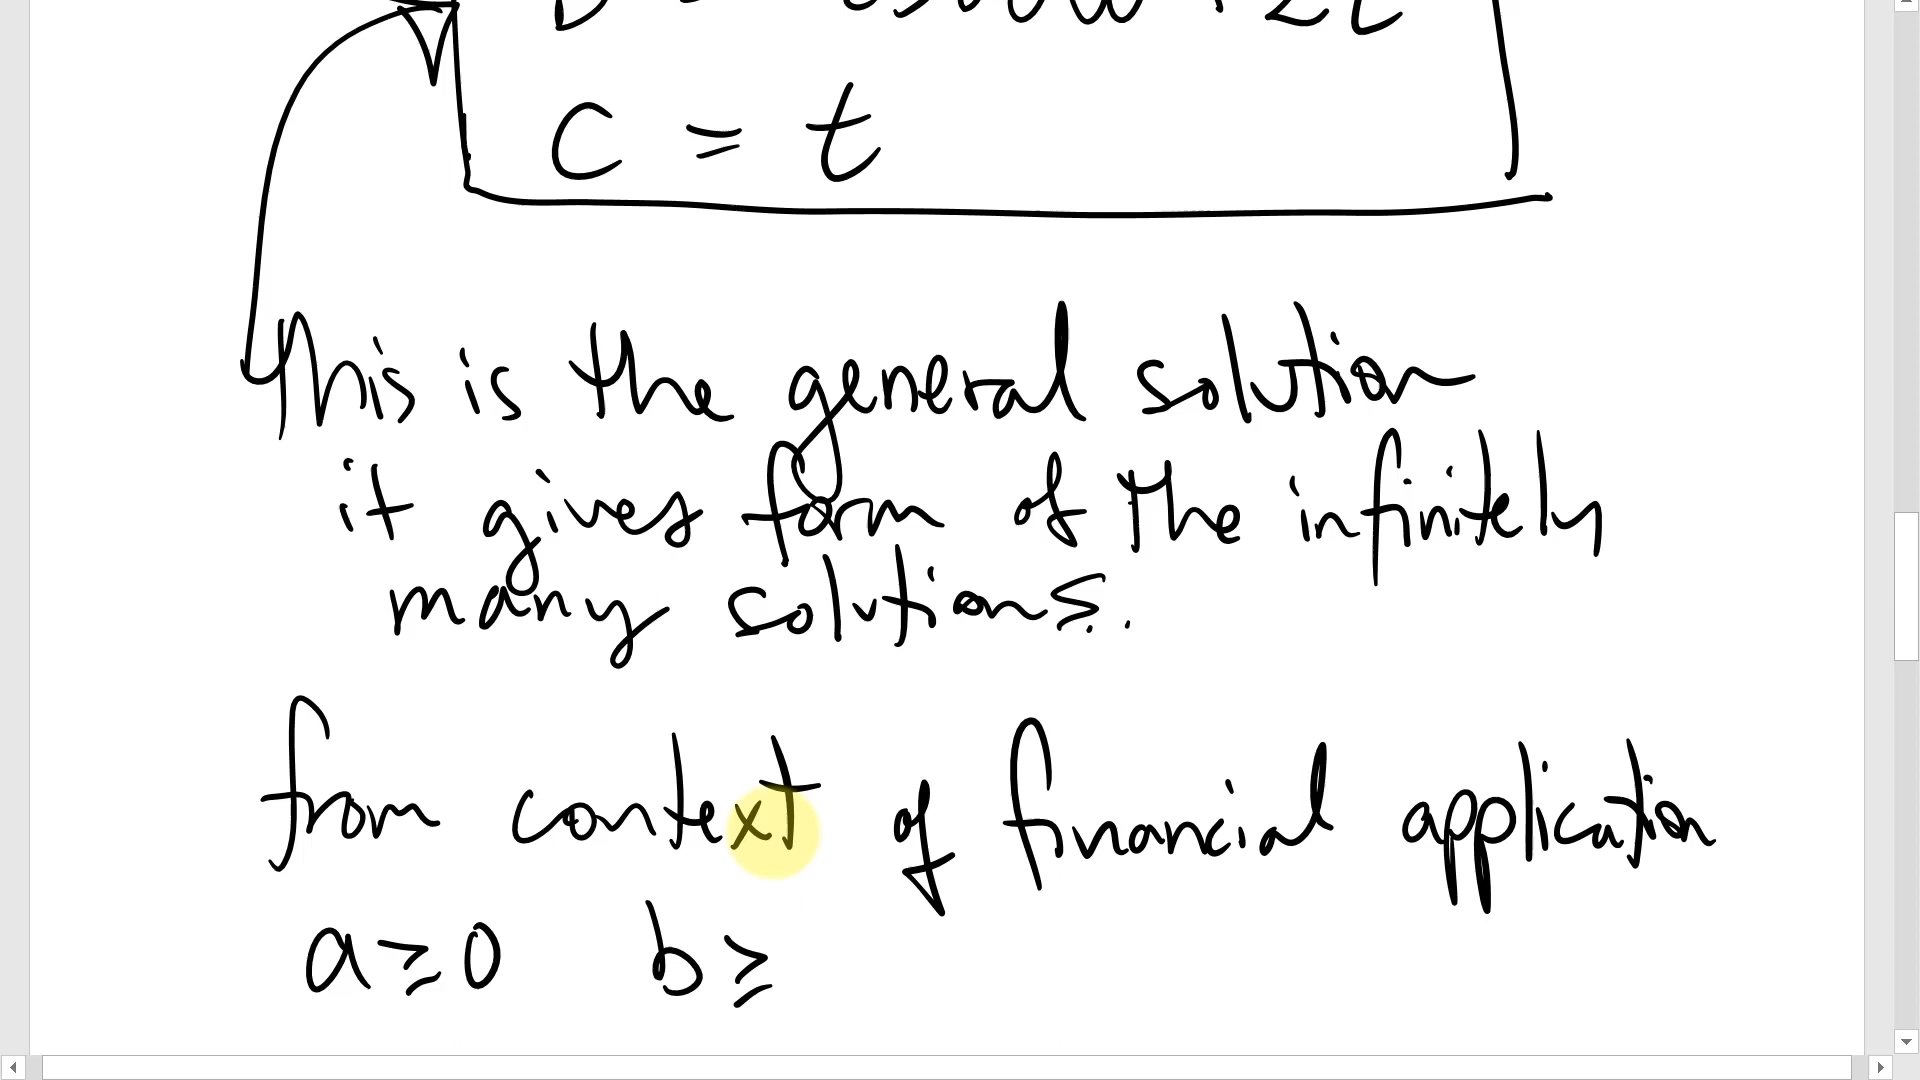 c = t
This is the general solution
it gives form of the infinitely
many solutions.
from context of financial application
a ≥ 0 b ≥